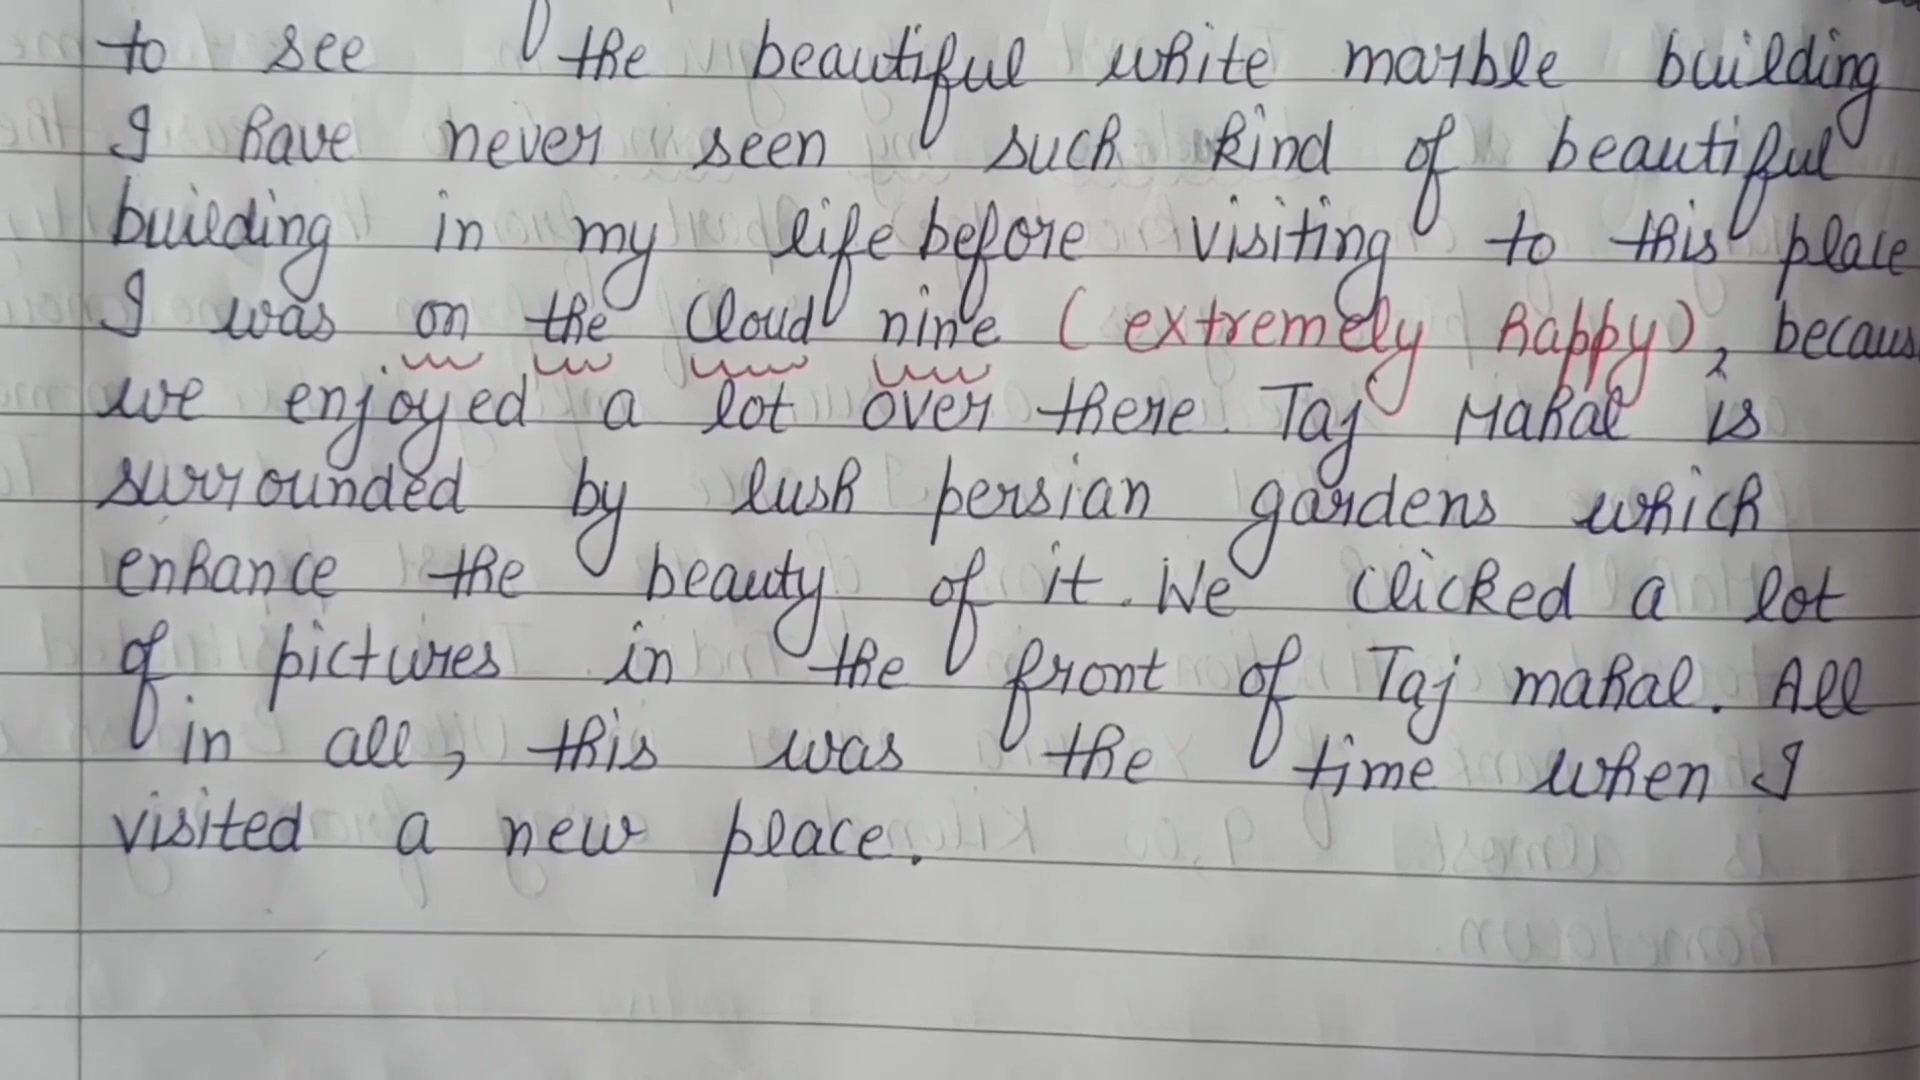 to see the beautiful white marble building
I have never seen such kind of beautiful
building in my life before visiting to this place
I was on the cloud nine (extremely happy), becaus
we enjoyed a lot over there. Taj Mahal is
surrounded by lush persian gardens which
enhance the beauty of it. We clicked a lot
of pictures in the front of Taj mahal. All
in all, this was the time when I
visited a new place.